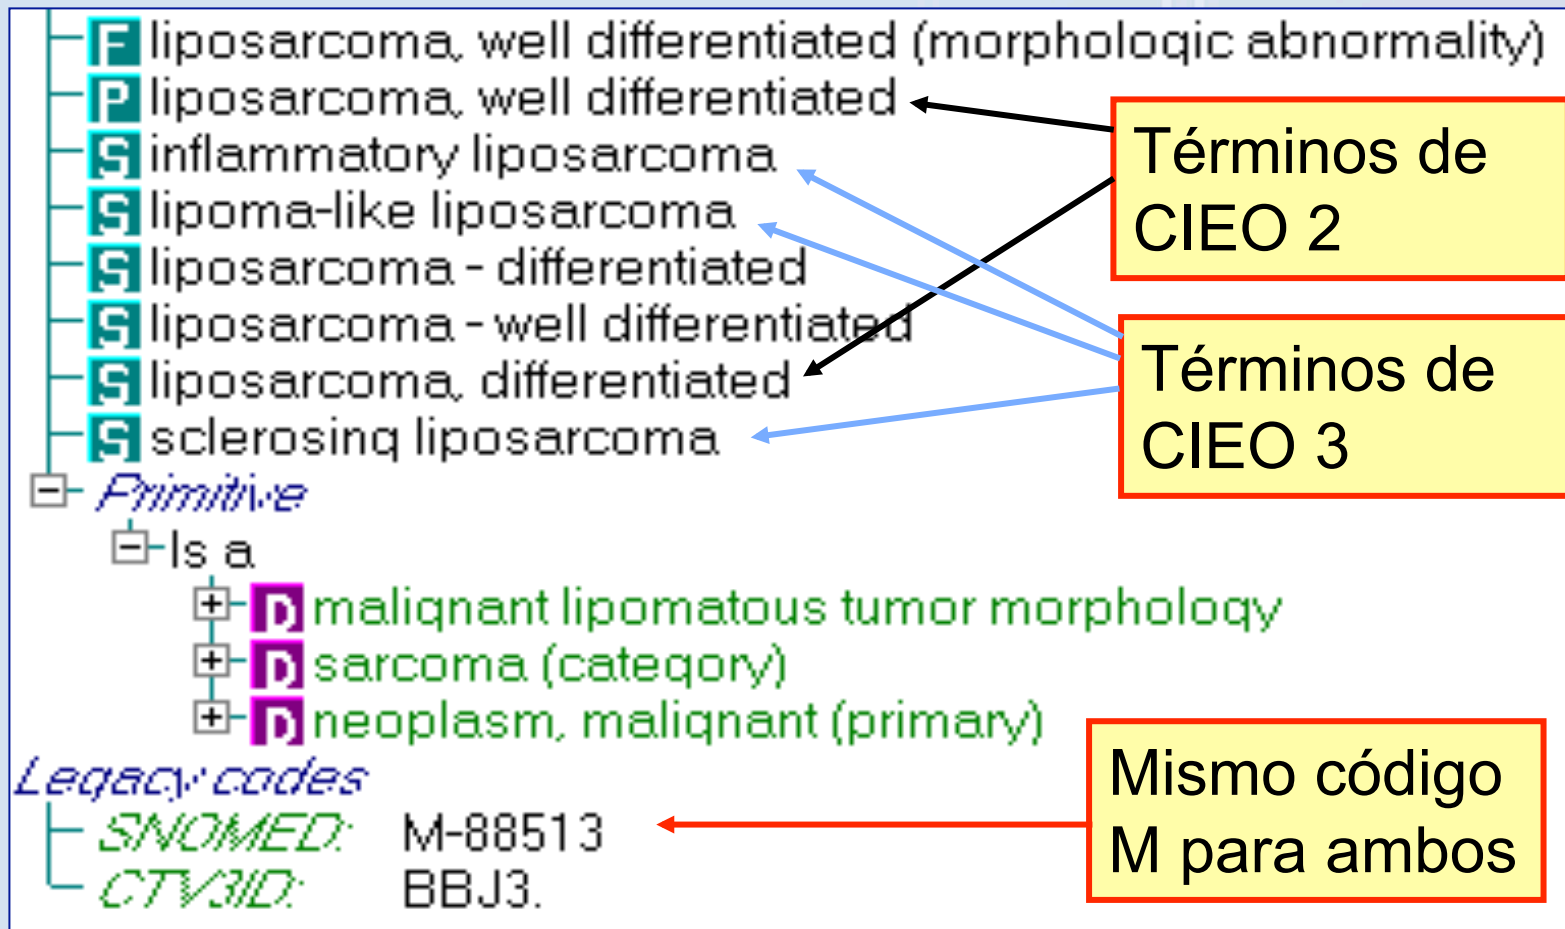 F liposarcoma, well differentiated (morphologic abnormality)
P liposarcoma, well differentiated
S inflammatory liposarcoma
S lipoma-like liposarcoma
S liposarcoma - differentiated
S liposarcoma - well differentiated
S liposarcoma, differentiated
S sclerosing liposarcoma
Términos de
CIEO 2
Términos de
CIEO 3
Primitive
Is a
D malignant lipomatous tumor morphology
D sarcoma (category)
D neoplasm, malignant (primary)
Legacy codes
SNOMED: M-88513
CTV3ID: BBJ3.
Mismo código
M para ambos